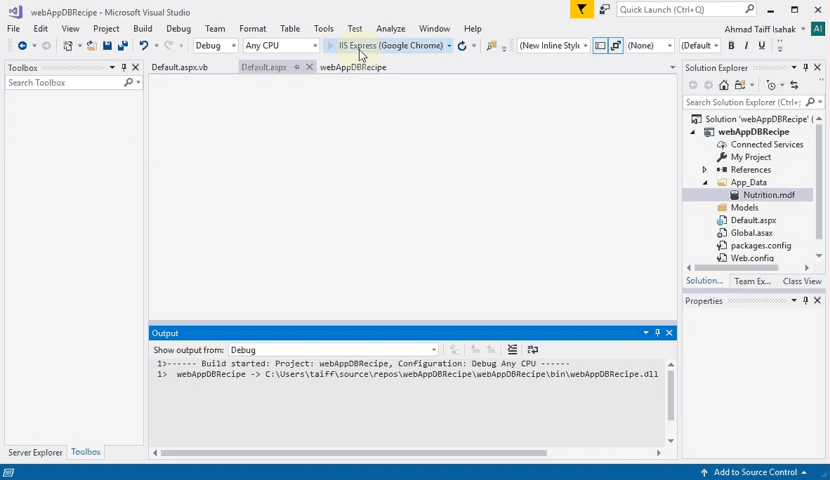 webAppDBRecipe - Microsoft Visual Studio
Quick Launch (Ctrl+Q)
File Edit View Project Build Debug Team Format Table Tools Test Analyze Window Help
Ahmad Taiff Isahak
AI
Debug Any CPU IIS Express (Google Chrome) (New Inline Style (None) (Default B I U
Toolbox
Search Toolbox
Default.aspx.vb Default.aspx webAppDBRecipe
Solution Explorer
Search Solution Explorer (Ctrl+;
Solution 'webAppDBRecipe' (
webAppDBRecipe
Connected Services
My Project
References
App_Data
Nutrition.mdf
Models
Default.aspx
Global.asax
packages.config
Web.config
Solution... Team Ex... Class View
Properties
Output
Show output from: Debug
1>------ Build started: Project: webAppDBRecipe, Configuration: Debug Any CPU ------
1> webAppDBRecipe -> C:\Users\taiff\source\repos\webAppDBRecipe\webAppDBRecipe\bin\webAppDBRecipe.dll
Server Explorer Toolbox
Add to Source Control